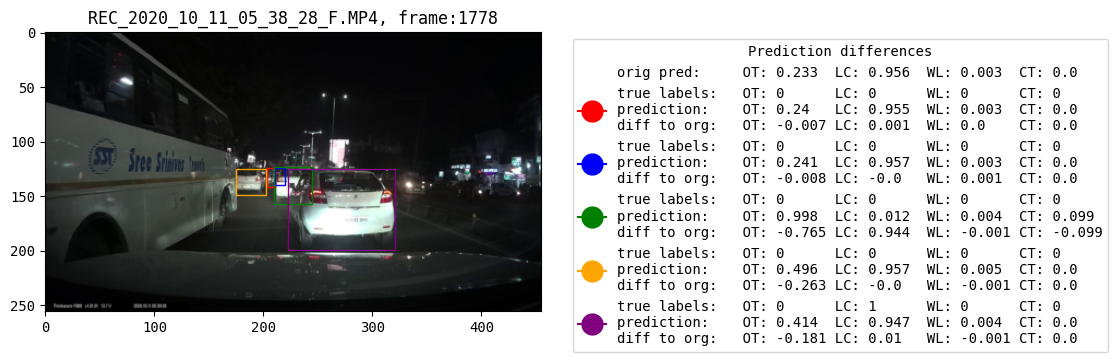 REC_2020_10_11_05_38_28_F.MP4, frame:1778
0
50
100
150
200
250
0
100
200
300
400
SST
Sree Srinivas
Prediction differences
orig pred: OT: 0.233 LC: 0.956 WL: 0.003 CT: 0.0
true labels: OT: 0 LC: 0 WL: 0 CT: 0
prediction: OT: 0.24 LC: 0.955 WL: 0.003 CT: 0.0
diff to org: OT: -0.007 LC: 0.001 WL: 0.0 CT: 0.0
true labels: OT: 0 LC: 0 WL: 0 CT: 0
prediction: OT: 0.241 LC: 0.957 WL: 0.003 CT: 0.0
diff to org: OT: -0.008 LC: -0.0 WL: 0.001 CT: 0.0
true labels: OT: 0 LC: 0 WL: 0 CT: 0
prediction: OT: 0.998 LC: 0.012 WL: 0.004 CT: 0.099
diff to org: OT: -0.765 LC: 0.944 WL: -0.001 CT: -0.099
true labels: OT: 0 LC: 0 WL: 0 CT: 0
prediction: OT: 0.496 LC: 0.957 WL: 0.005 CT: 0.0
diff to org: OT: -0.263 LC: -0.0 WL: -0.001 CT: 0.0
true labels: OT: 0 LC: 1 WL: 0 CT: 0
prediction: OT: 0.414 LC: 0.947 WL: 0.004 CT: 0.0
diff to org: OT: -0.181 LC: 0.01 WL: -0.001 CT: 0.0